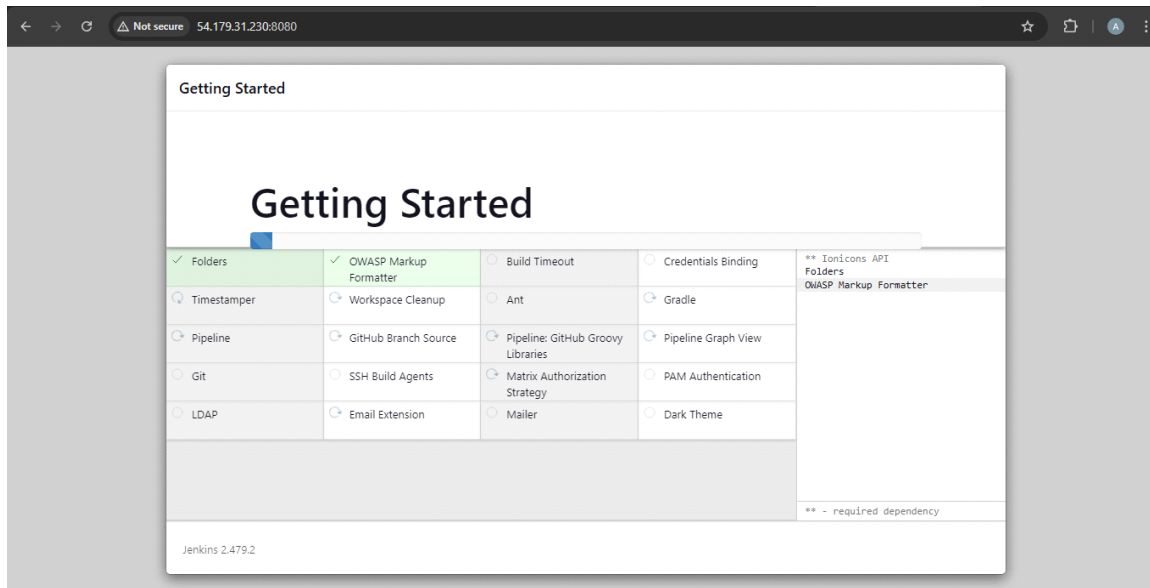 Not secure 54.179.31.230:8080
A
Getting Started
Getting Started
Folders
OWASP Markup
Formatter
Build Timeout
Credentials Binding
** Ionicons API
Folders
OWASP Markup Formatter
Timestamper
Workspace Cleanup
Ant
Gradle
Pipeline
GitHub Branch Source
Pipeline: GitHub Groovy
Libraries
Pipeline Graph View
Git
SSH Build Agents
Matrix Authorization
Strategy
PAM Authentication
LDAP
Email Extension
Mailer
Dark Theme
** - required dependency
Jenkins 2.479.2